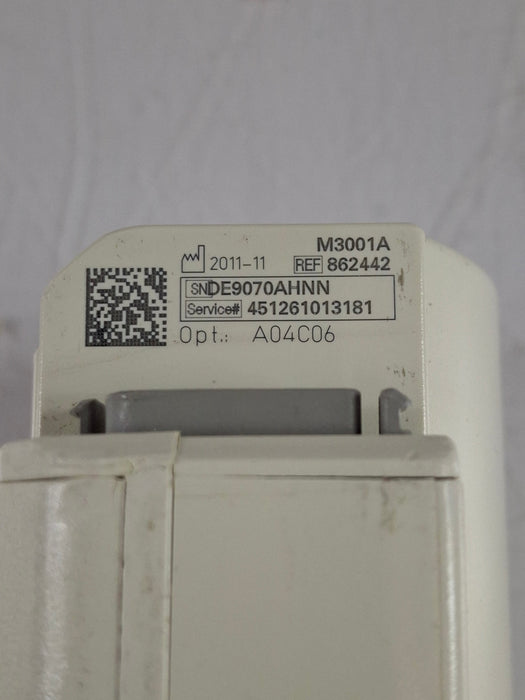 M3001A
2011-11 REF 862442
SN DE9070AHNN
Service# 451261013181
Opt.: A04C06